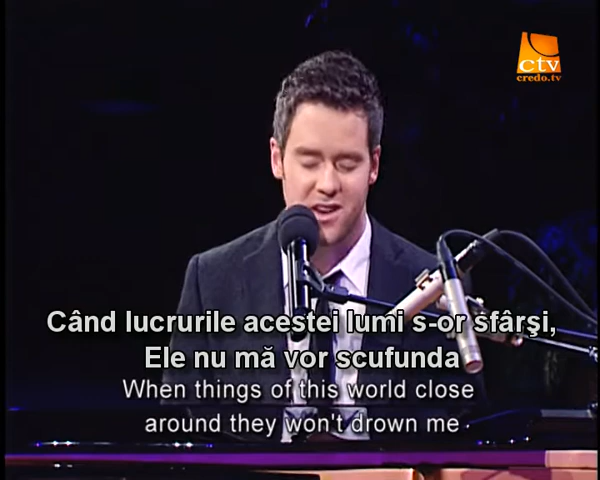 ctv
credo.tv
Când lucrurile acestei lumi s-or sfârşi,
Ele nu mă vor scufunda
When things of this world close
around they won't drown me